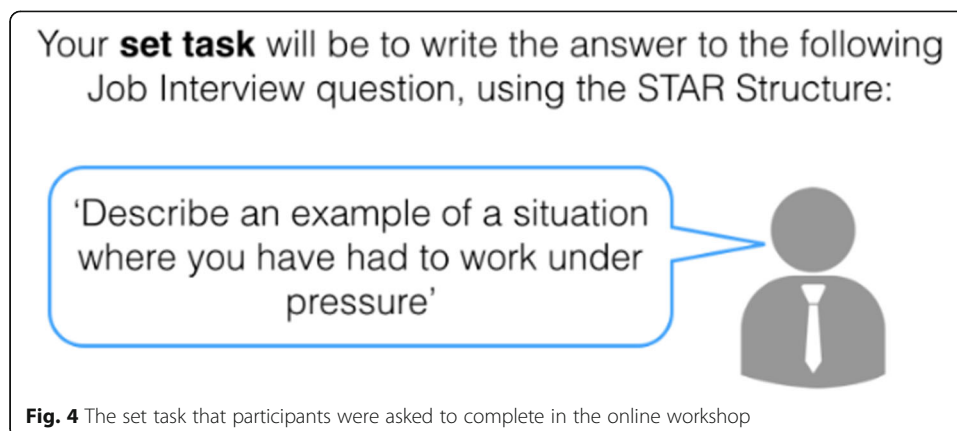 Your set task will be to write the answer to the following
Job Interview question, using the STAR Structure:
‘Describe an example of a situation
where you have had to work under
pressure’
Fig. 4 The set task that participants were asked to complete in the online workshop